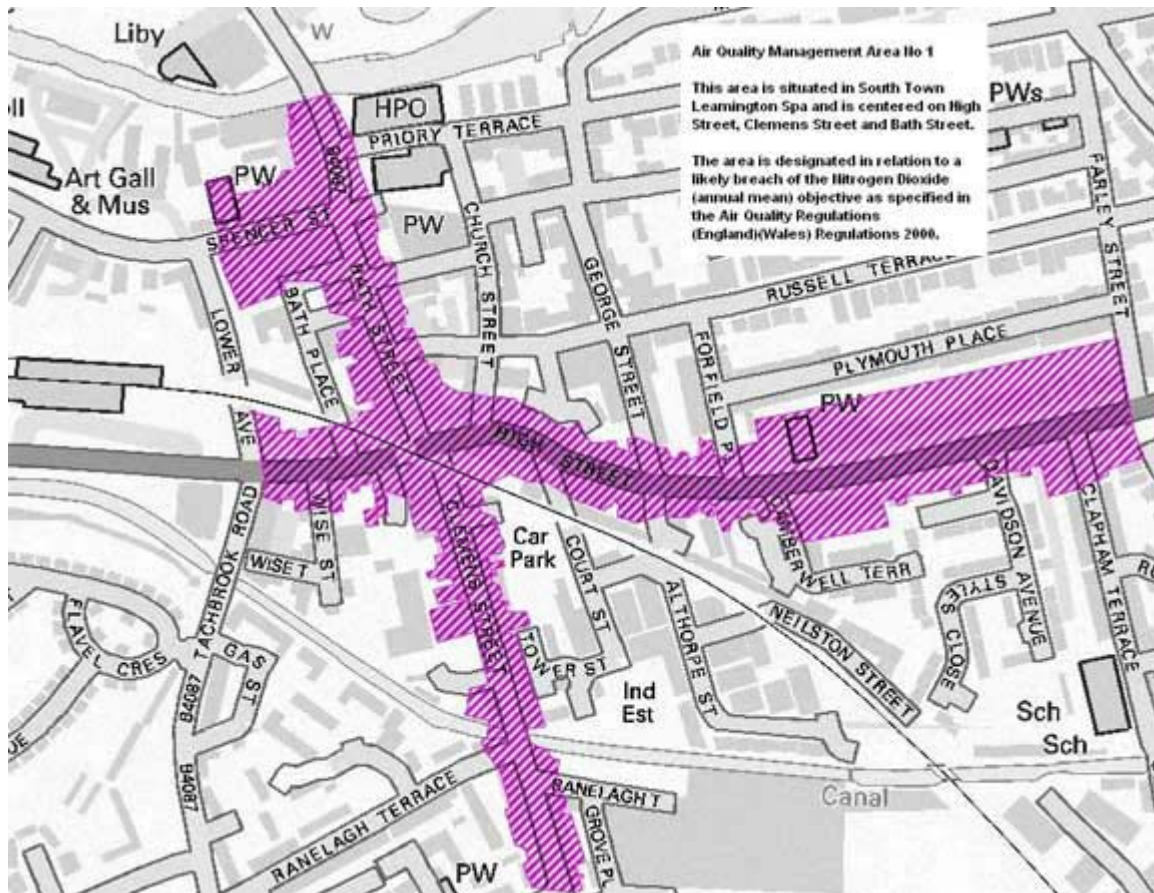 Liby
W
Air Quality Management Area No 1
This area is situated in South Town
Leamington Spa and is centered on High
Street, Clemens Street and Bath Street.
The area is designated in relation to a
likely breach of the Nitrogen Dioxide
(annual mean) objective as specified in
the Air Quality Regulations
(England)(Wales) Regulations 2000.
HPO
PRIORY TERRACE
PWs
B4087
Art Gall
& Mus
PW
PW
SPENCER ST
CHURCH STREET
FARLEY STREET
GEORGE STREET
RUSSELL TERRACE
BATH STREET
BATH PLACE
LOWER AVE
FORFIELD P
PLYMOUTH PLACE
PW
HIGH STREET
WISE ST
WISE T
TACHBROOK ROAD
CLEMENS STREET
Car
Park
COURT ST
CAMBERWELL TERR
DAVIDSON AVENUE
CLAPHAM TERRACE
STYLES CLOSE
ALTHORPE ST
NEILSTON STREET
FLAVEL CRES
GAS ST
TOWER ST
B4087
Ind
Est
Sch
Sch
B4087
RANELAGH T
Canal
RANELAGH TERRACE
GROVE PL
PW